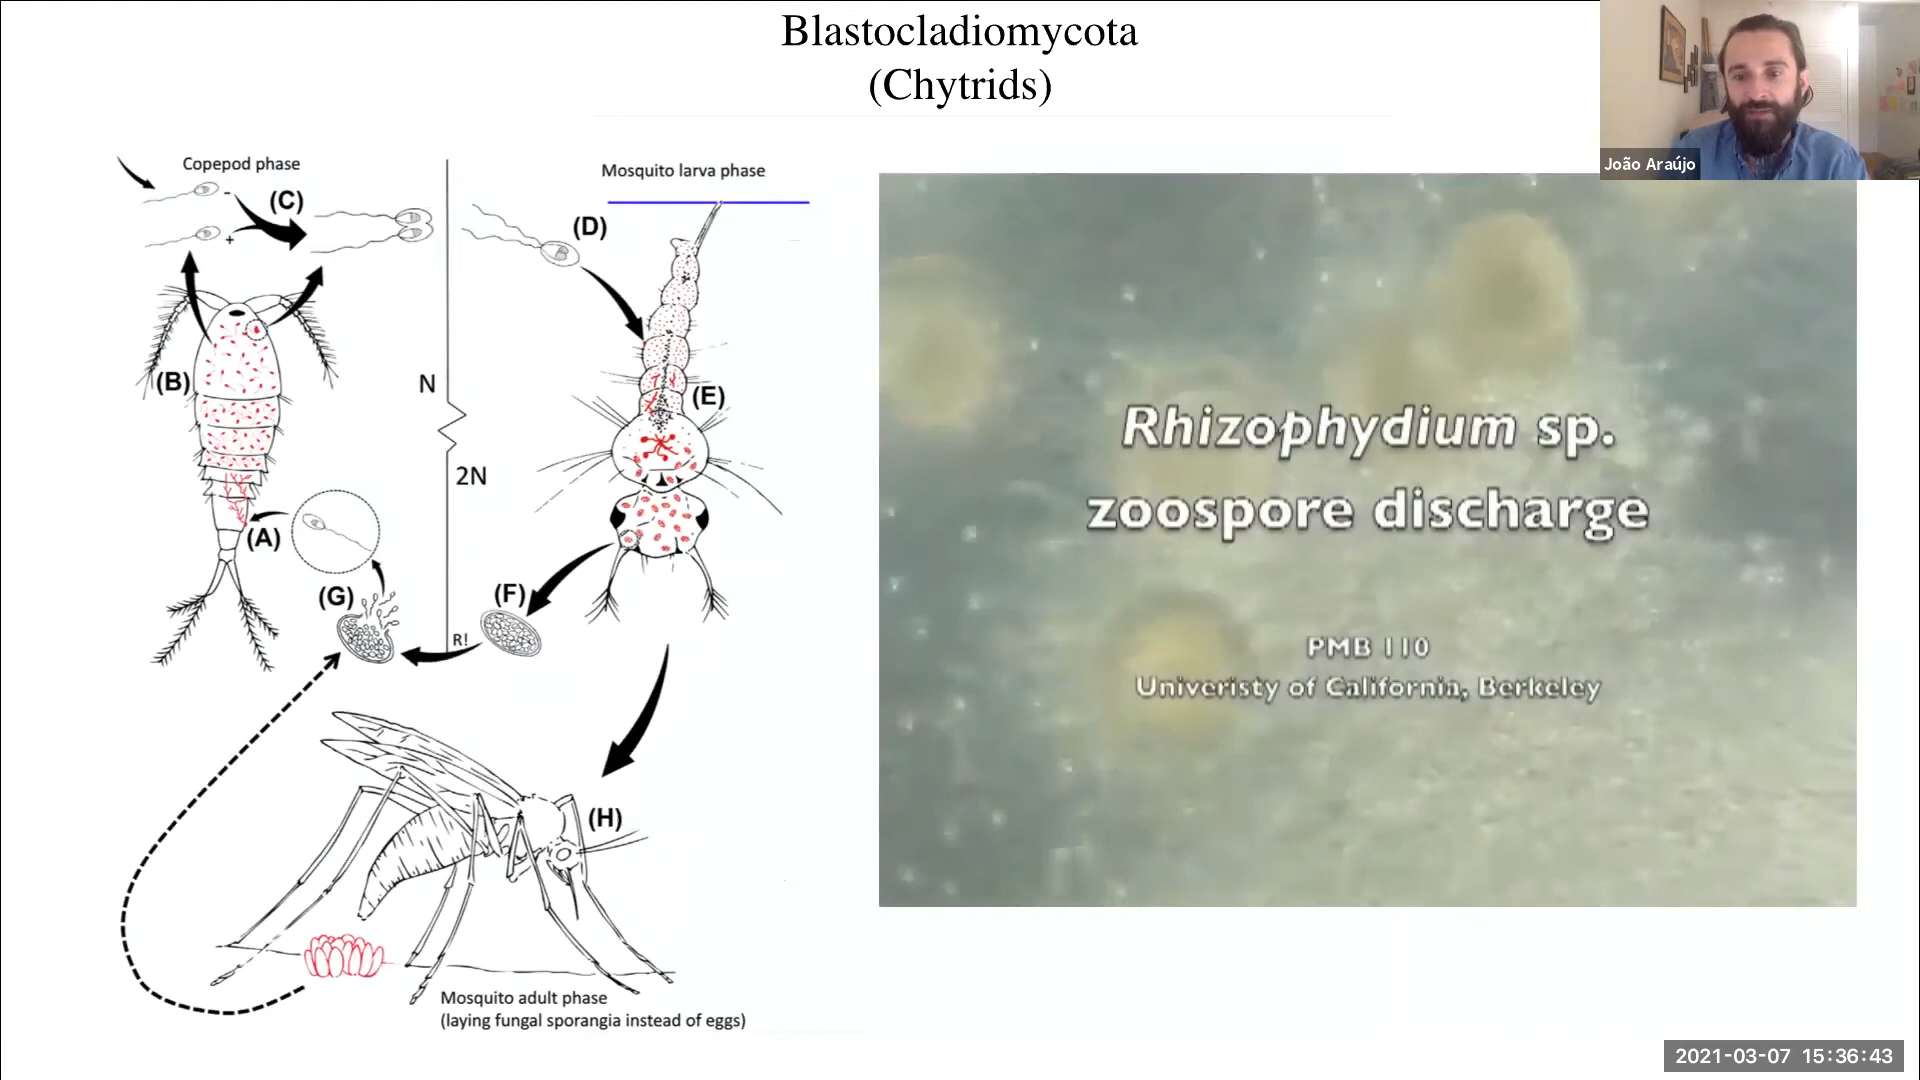 Blastocladiomycota
(Chytrids)
João Araújo
Copepod phase
Mosquito larva phase
-
(C)
+
(D)
(B)
N
(E)
2N
(A)
(G)
(F)
R!
(H)
Mosquito adult phase
(laying fungal sporangia instead of eggs)
Rhizophydium sp.
zoospore discharge
PMB 110
Univeristy of California, Berkeley
2021-03-07 15:36:43